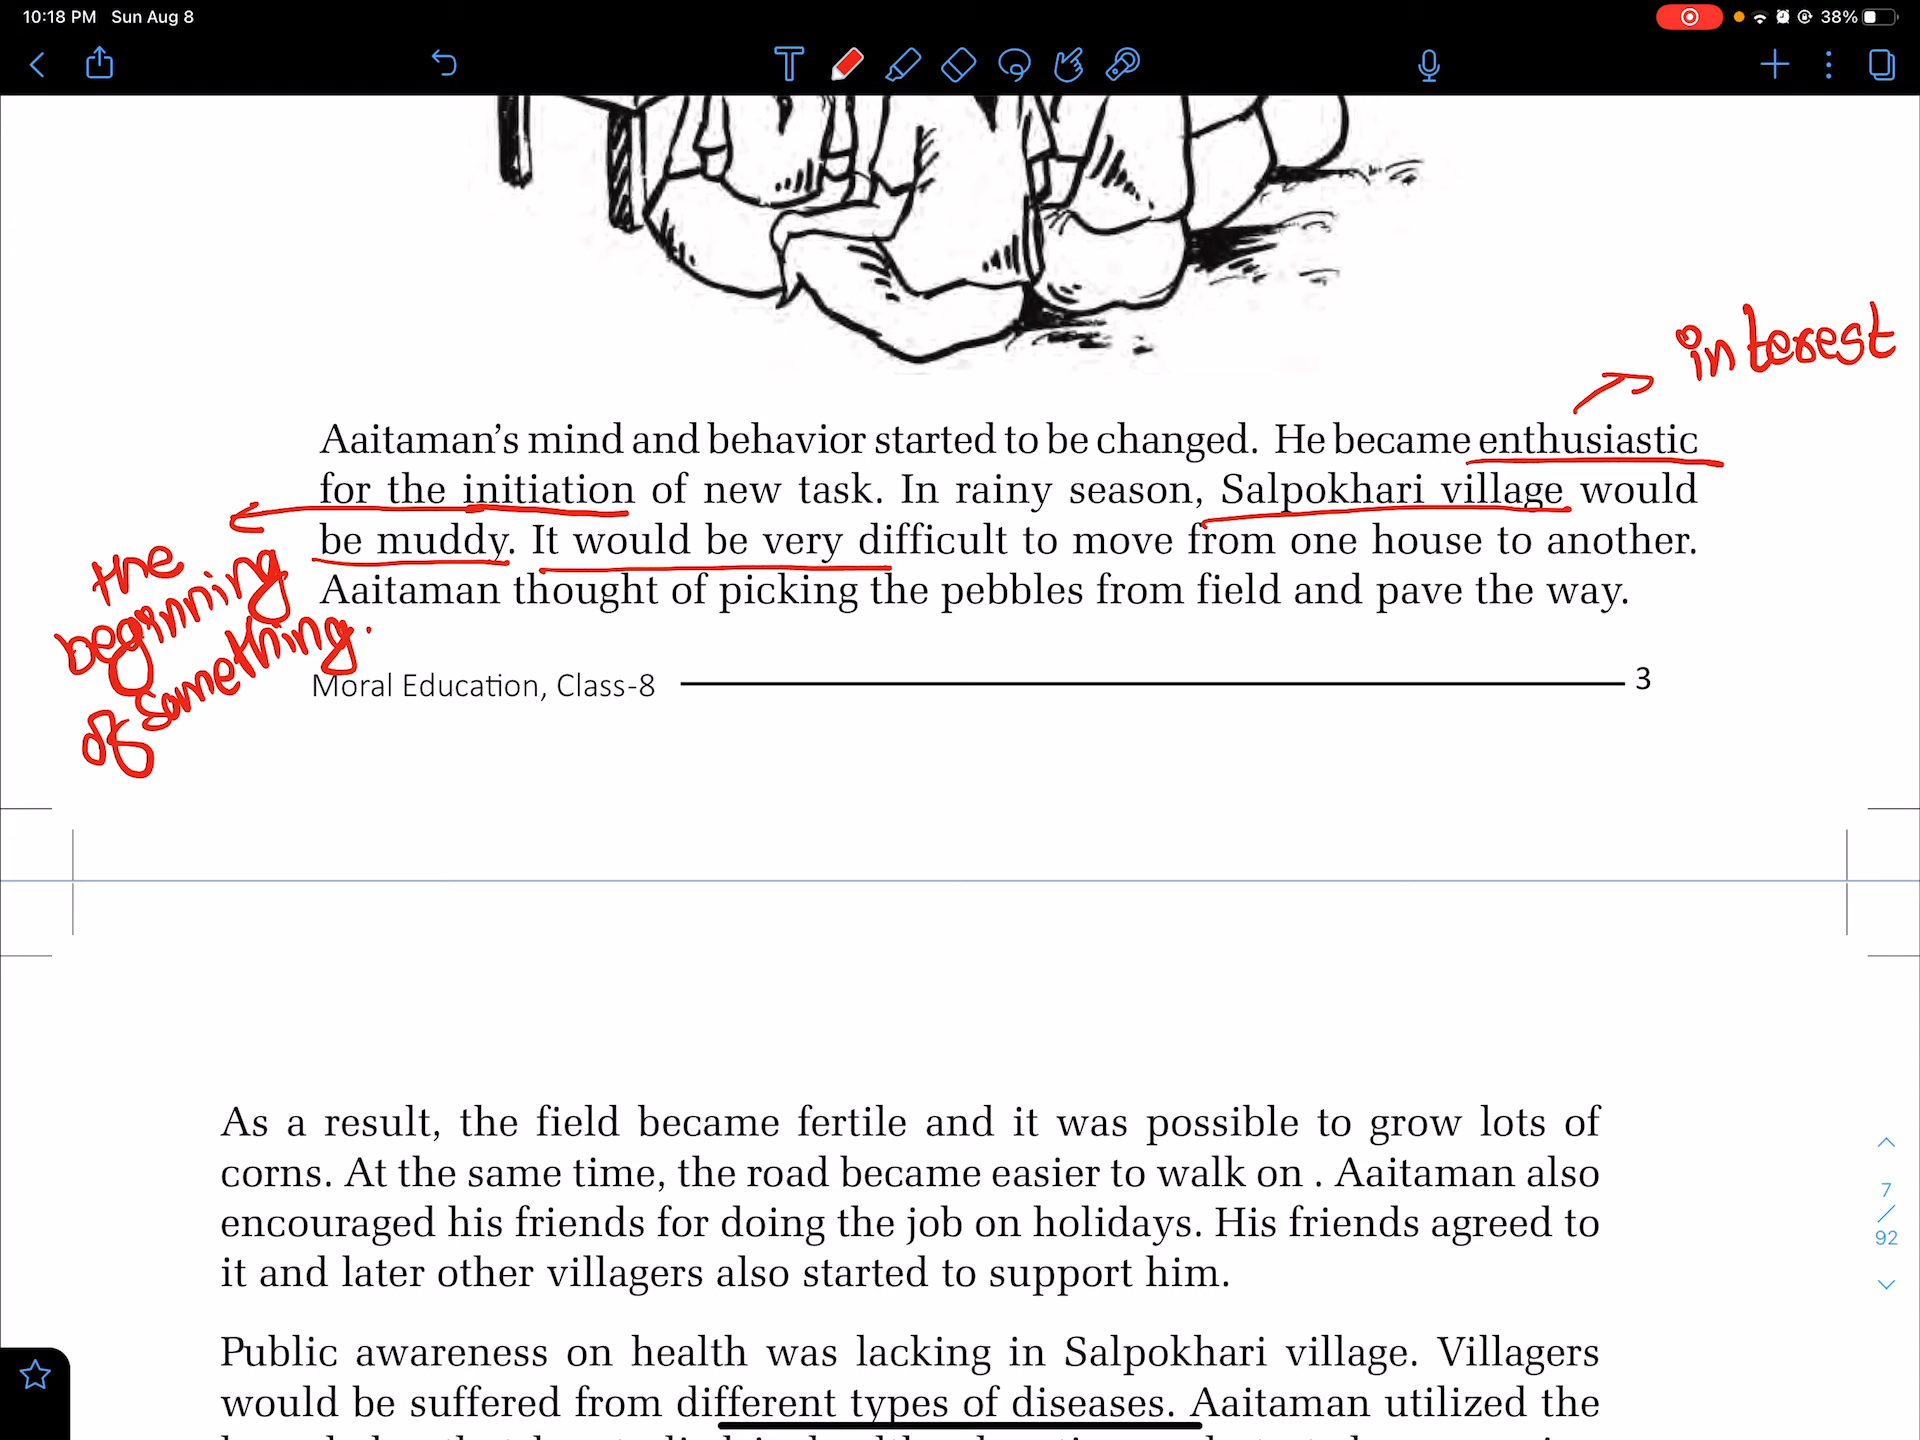 10:18 PM Sun Aug 8
38%
interest
Aaitaman’s mind and behavior started to be changed. He became enthusiastic
for the initiation of new task. In rainy season, Salpokhari village would
be muddy. It would be very difficult to move from one house to another.
Aaitaman thought of picking the pebbles from field and pave the way.
the
beginning
of something.
Moral Education, Class-8 3
As a result, the field became fertile and it was possible to grow lots of
corns. At the same time, the road became easier to walk on . Aaitaman also
encouraged his friends for doing the job on holidays. His friends agreed to
it and later other villagers also started to support him.
7
/
92
Public awareness on health was lacking in Salpokhari village. Villagers
would be suffered from different types of diseases. Aaitaman utilized the